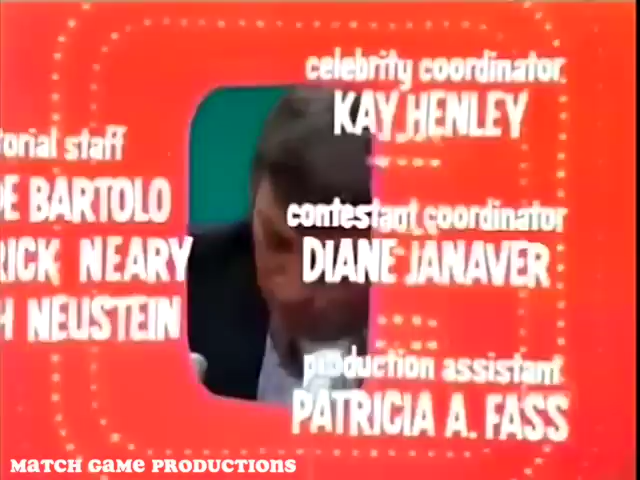 torial staff
DE BARTOLO
RICK NEARY
H NEUSTEIN
celebrity coordinator
KAY HENLEY
contestant coordinator
DIANE JANAVER
production assistant
PATRICIA A. FASS
MATCH GAME PRODUCTIONS